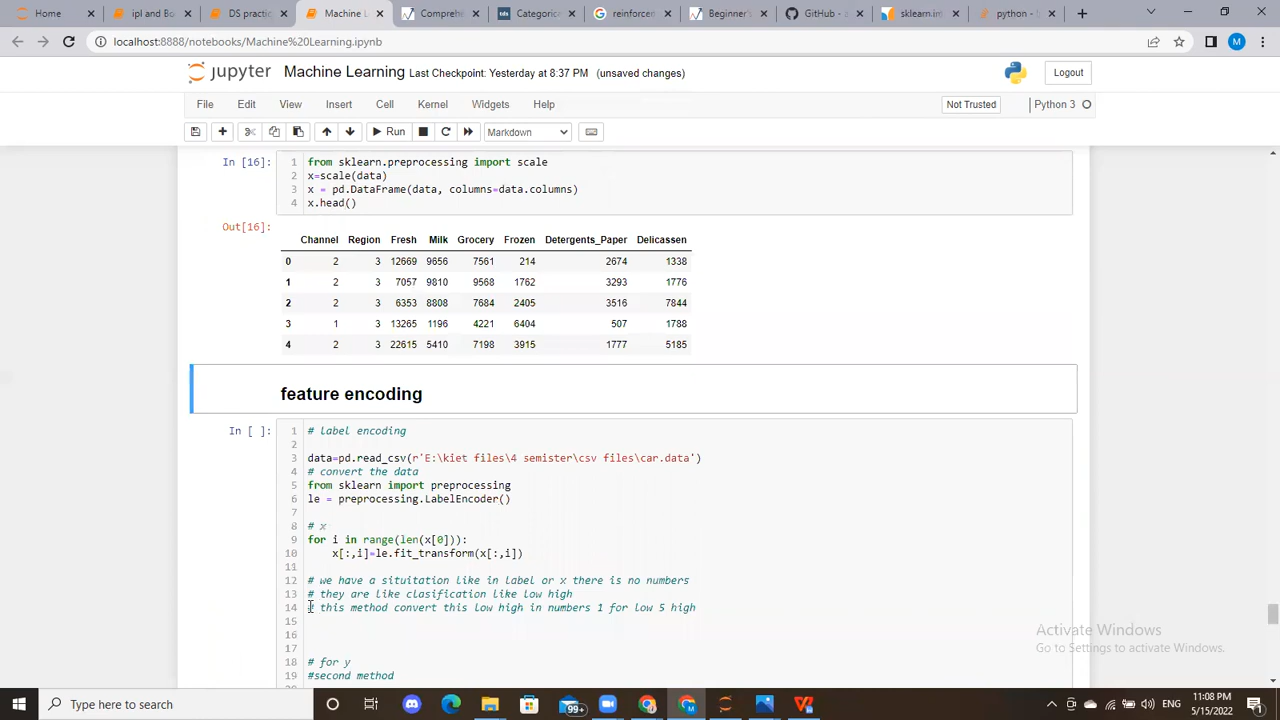 Home
ipl and Bo
DS practic
Machine L
Compreh
Categorica
reinforcem
Beginner's
GitHub - a
sklearn.im
python - \
localhost:8888/notebooks/Machine%20Learning.ipynb
M
jupyter Machine Learning Last Checkpoint: Yesterday at 8:37 PM (unsaved changes)
Logout
File Edit View Insert Cell Kernel Widgets Help
Not Trusted
Python 3
Run
Markdown
In [16]:
1 from sklearn.preprocessing import scale
2 x=scale(data)
3 x = pd.DataFrame(data, columns=data.columns)
4 x.head()
Out[16]:
Channel Region Fresh Milk Grocery Frozen Detergents_Paper Delicassen
0 2 3 12669 9656 7561 214 2674 1338
1 2 3 7057 9810 9568 1762 3293 1776
2 2 3 6353 8808 7684 2405 3516 7844
3 1 3 13265 1196 4221 6404 507 1788
4 2 3 22615 5410 7198 3915 1777 5185
feature encoding
In [ ]:
1 # label encoding
2
3 data=pd.read_csv(r'E:\kiet files\4 semister\csv files\car.data')
4 # convert the data
5 from sklearn import preprocessing
6 le = preprocessing.LabelEncoder()
7
8 # x
9 for i in range(len(x[0])):
10 x[:,i]=le.fit_transform(x[:,i])
11
12 # we have a situitation like in label or x there is no numbers
13 # they are like clasification like low high
14 # this method convert this low high in numbers 1 for low 5 high
15
16
17
18 # for y
19 #second method
Activate Windows
Go to Settings to activate Windows.
Type here to search
99+
ENG
11:08 PM
5/15/2022